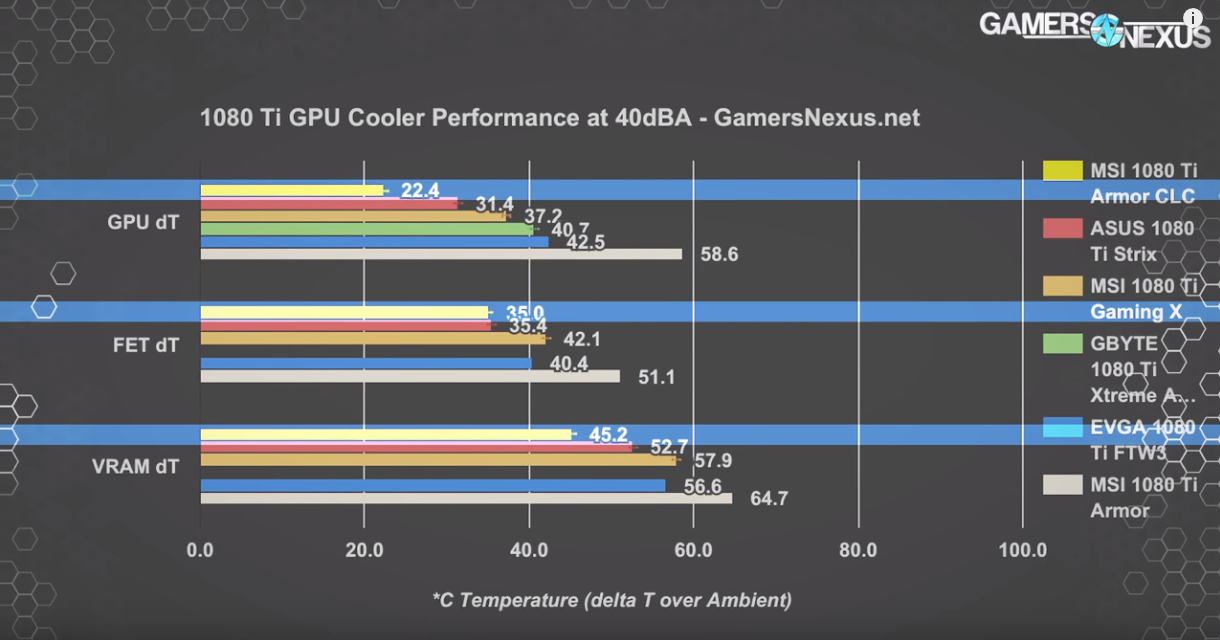 GAMERS NEXUS
i
1080 Ti GPU Cooler Performance at 40dBA - GamersNexus.net
GPU dT
22.4
31.4
37.2
40.7
42.5
58.6
FET dT
35.0
35.4
42.1
40.4
51.1
VRAM dT
45.2
52.7
57.9
56.6
64.7
0.0 20.0 40.0 60.0 80.0 100.0
*C Temperature (delta T over Ambient)
MSI 1080 Ti
Armor CLC
ASUS 1080
Ti Strix
MSI 1080 Ti
Gaming X
GBYTE
1080 Ti
Xtreme A...
EVGA 1080
Ti FTW3
MSI 1080 Ti
Armor